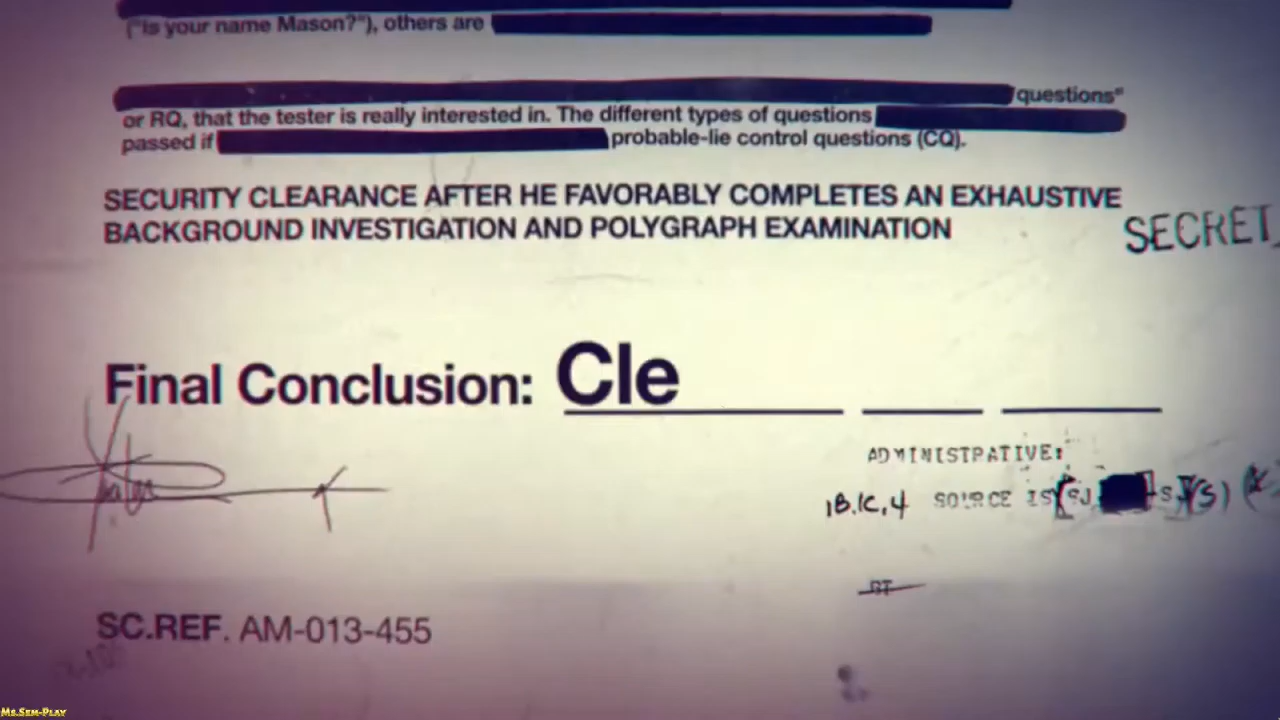 ("Is your name Mason?"), others are
questions"
or RQ, that the tester is really interested in. The different types of questions
passed if probable-lie control questions (CQ).
SECURITY CLEARANCE AFTER HE FAVORABLY COMPLETES AN EXHAUSTIVE
BACKGROUND INVESTIGATION AND POLYGRAPH EXAMINATION
SECRET
Final Conclusion: Cle
ADMINISTRATIVE:
1B.1C,4 SOURCE IS
SC.REF. AM-013-455
Ms.Sem-Play